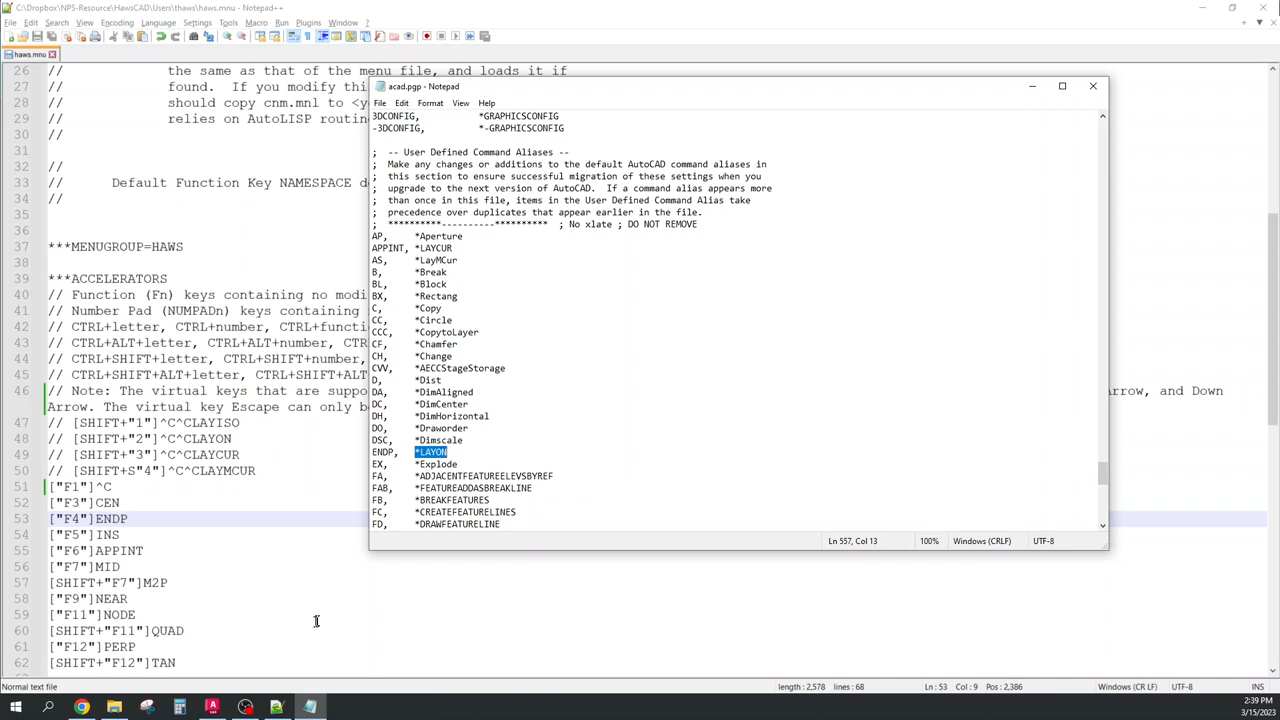 C:\Dropbox\NPS-Resource\HawsCAD\Users\thaws\haws.mnu - Notepad++
File Edit Search View Encoding Language Settings Tools Macro Run Plugins Window ?
haws.mnu
26 // the same as that of the menu file, and loads it if
27 // found. If you modify thi
28 // should copy cnm.mnl to <y
29 // relies on AutoLISP routin
30 //
31
32 //
33 // Default Function Key NAMESPACE d
34 //
35
36
37 ***MENUGROUP=HAWS
38
39 ***ACCELERATORS
40 // Function (Fn) keys containing no modi
41 // Number Pad (NUMPADn) keys containing
42 // CTRL+letter, CTRL+number, CTRL+functi
43 // CTRL+ALT+letter, CTRL+ALT+number, CTR
44 // CTRL+SHIFT+letter, CTRL+SHIFT+number,
45 // CTRL+SHIFT+ALT+letter, CTRL+SHIFT+ALT
46 // Note: The virtual keys that are suppo
rrow, and Down
Arrow. The virtual key Escape can only b
47 // [SHIFT+"1"]^C^CLAYISO
48 // [SHIFT+"2"]^C^CLAYON
49 // [SHIFT+"3"]^C^CLAYCUR
50 // [SHIFT+S"4"]^C^CLAYMCUR
51 ["F1"]^C
52 ["F3"]CEN
53 ["F4"]ENDP
54 ["F5"]INS
55 ["F6"]APPINT
56 ["F7"]MID
57 [SHIFT+"F7"]M2P
58 ["F9"]NEAR
59 ["F11"]NODE
60 [SHIFT+"F11"]QUAD
61 ["F12"]PERP
62 [SHIFT+"F12"]TAN
acad.pgp - Notepad
File Edit Format View Help
3DCONFIG, *GRAPHICSCONFIG
-3DCONFIG, *-GRAPHICSCONFIG
; -- User Defined Command Aliases --
; Make any changes or additions to the default AutoCAD command aliases in
; this section to ensure successful migration of these settings when you
; upgrade to the next version of AutoCAD. If a command alias appears more
; than once in this file, items in the User Defined Command Alias take
; precedence over duplicates that appear earlier in the file.
; **********----------********** ; No xlate ; DO NOT REMOVE
AP, *Aperture
APPINT, *LAYCUR
AS, *LayMCur
B, *Break
BL, *Block
BX, *Rectang
C, *Copy
CC, *Circle
CCC, *CopytoLayer
CF, *Chamfer
CH, *Change
CVV, *AECCStageStorage
D, *Dist
DA, *DimAligned
DC, *DimCenter
DH, *DimHorizontal
DO, *Draworder
DSC, *Dimscale
ENDP, *LAYON
EX, *Explode
FA, *ADJACENTFEATUREELEVSBYREF
FAB, *FEATUREADDASBREAKLINE
FB, *BREAKFEATURES
FC, *CREATEFEATURELINES
FD, *DRAWFEATURELINE
Ln 557, Col 13 100% Windows (CRLF) UTF-8
Normal text file length : 2,578 lines : 68 Ln : 53 Col : 9 Pos : 2,386 Windows (CR LF) UTF-8 INS
2:39 PM
3/15/2023